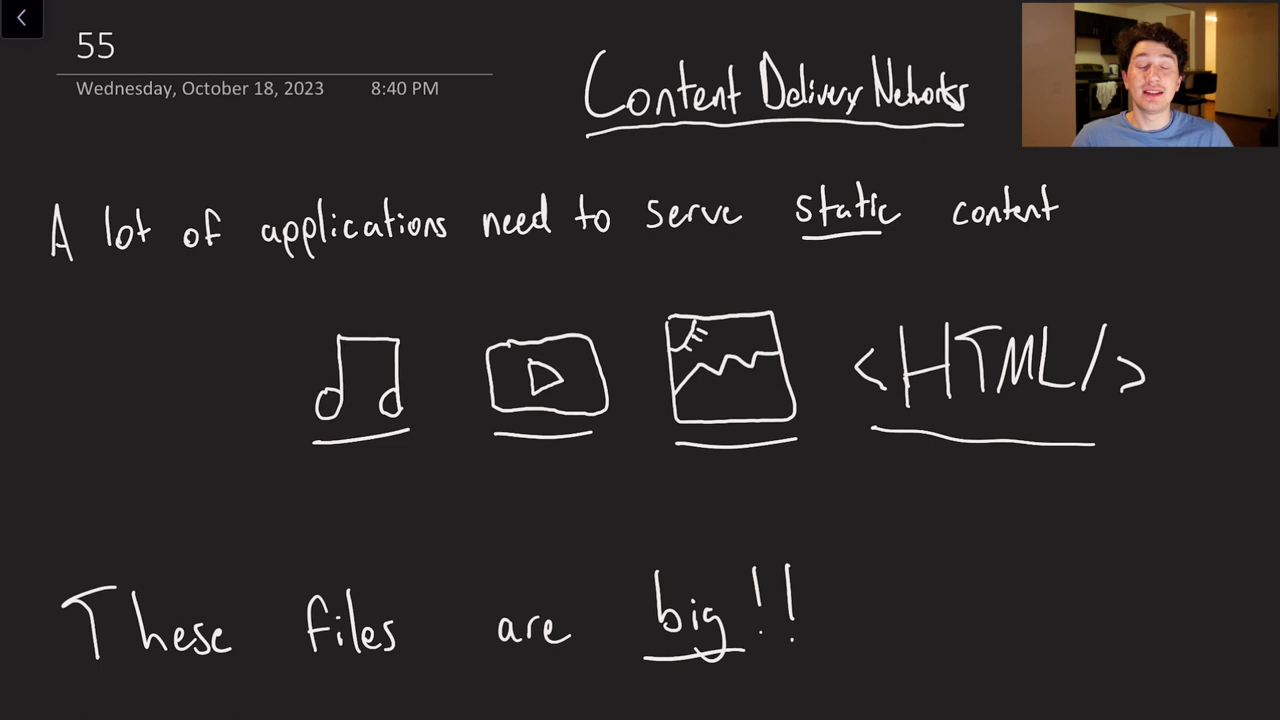 55
Wednesday, October 18, 2023 8:40 PM
Content Delivery Networks
A lot of applications need to serve static content
<HTML/>
These files are big!!